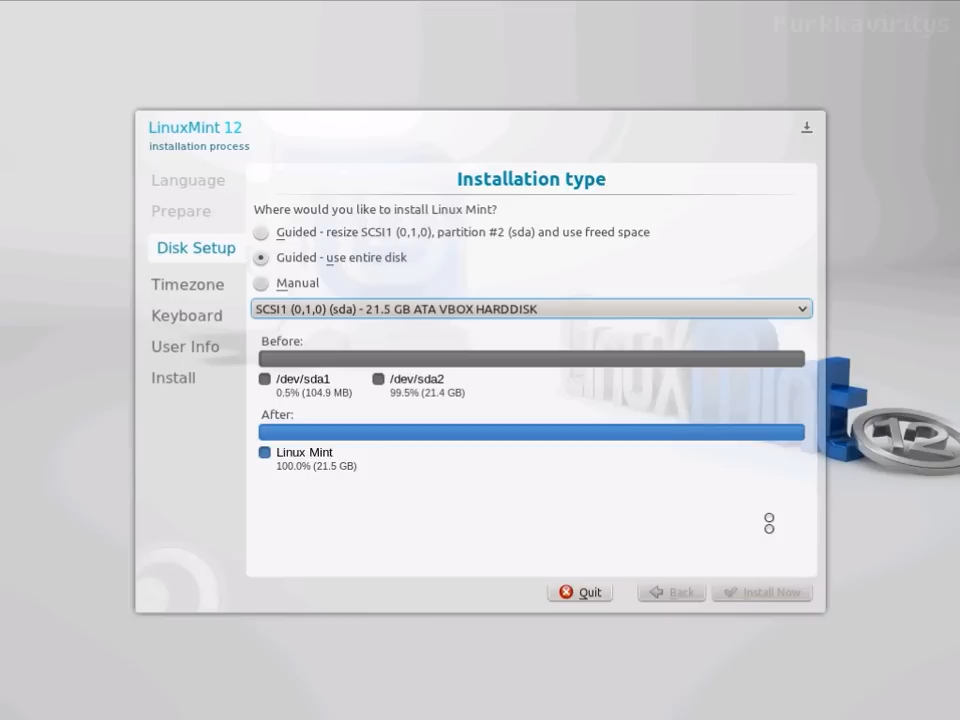 Purkkaviritys
LinuxMint 12
installation process
Language
Prepare
Disk Setup
Timezone
Keyboard
User Info
Install
Installation type
Where would you like to install Linux Mint?
Guided - resize SCSI1 (0,1,0), partition #2 (sda) and use freed space
Guided - use entire disk
Manual
SCSI1 (0,1,0) (sda) - 21.5 GB ATA VBOX HARDDISK
Before:
/dev/sda1 /dev/sda2
0.5% (104.9 MB) 99.5% (21.4 GB)
After:
Linux Mint
100.0% (21.5 GB)
Linux Mint
12
Quit Back Install Now